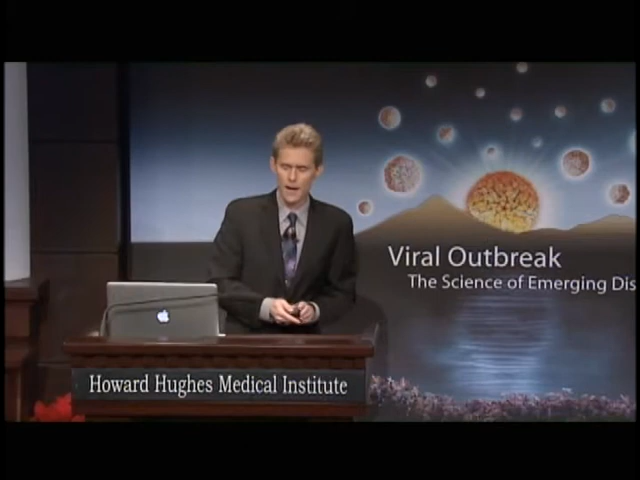 Viral Outbreak
The Science of Emerging Dis
Howard Hughes Medical Institute